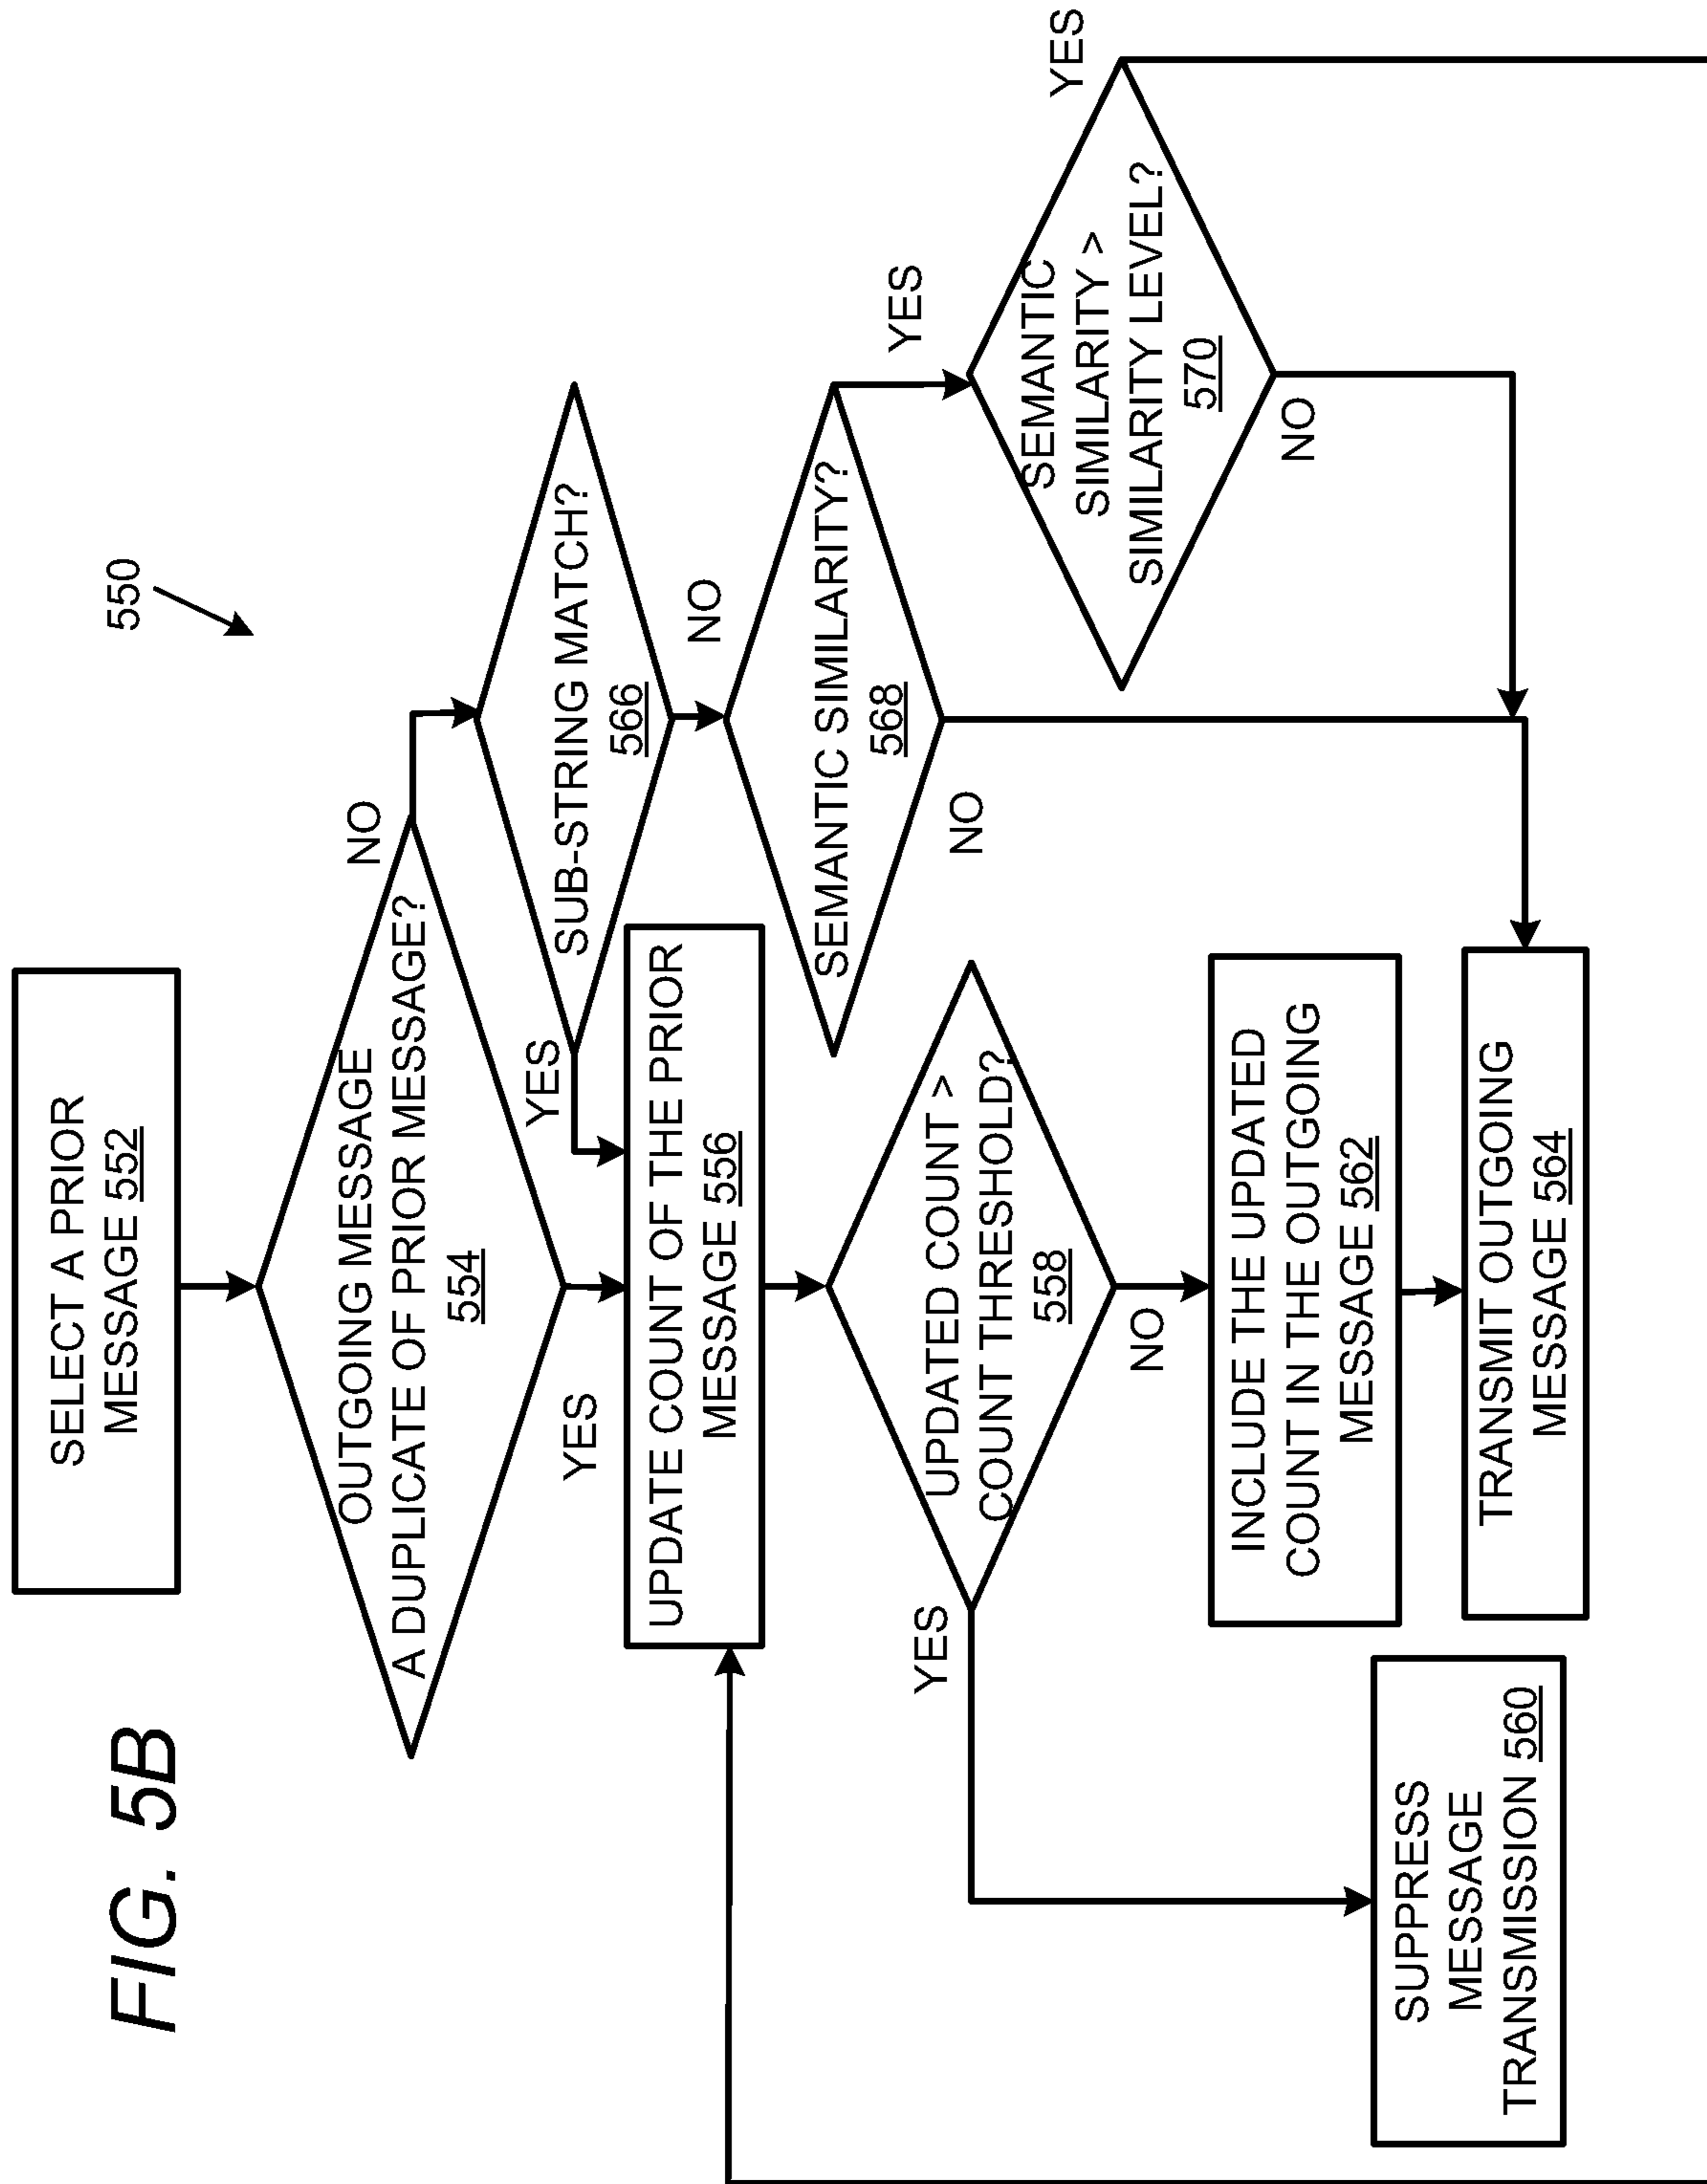 FIG. 5B
550
SELECT A PRIOR
MESSAGE 552
OUTGOING MESSAGE
A DUPLICATE OF PRIOR MESSAGE?
554
NO
YES
SUB-STRING MATCH?
566
YES
NO
UPDATE COUNT OF THE PRIOR
MESSAGE 556
SEMANTIC SIMILARITY?
568
YES
NO
UPDATED COUNT >
COUNT THRESHOLD?
558
YES
NO
SEMANTIC
SIMILARITY >
SIMILARITY LEVEL?
570
YES
NO
INCLUDE THE UPDATED
COUNT IN THE OUTGOING
MESSAGE 562
SUPPRESS
MESSAGE
TRANSMISSION 560
TRANSMIT OUTGOING
MESSAGE 564